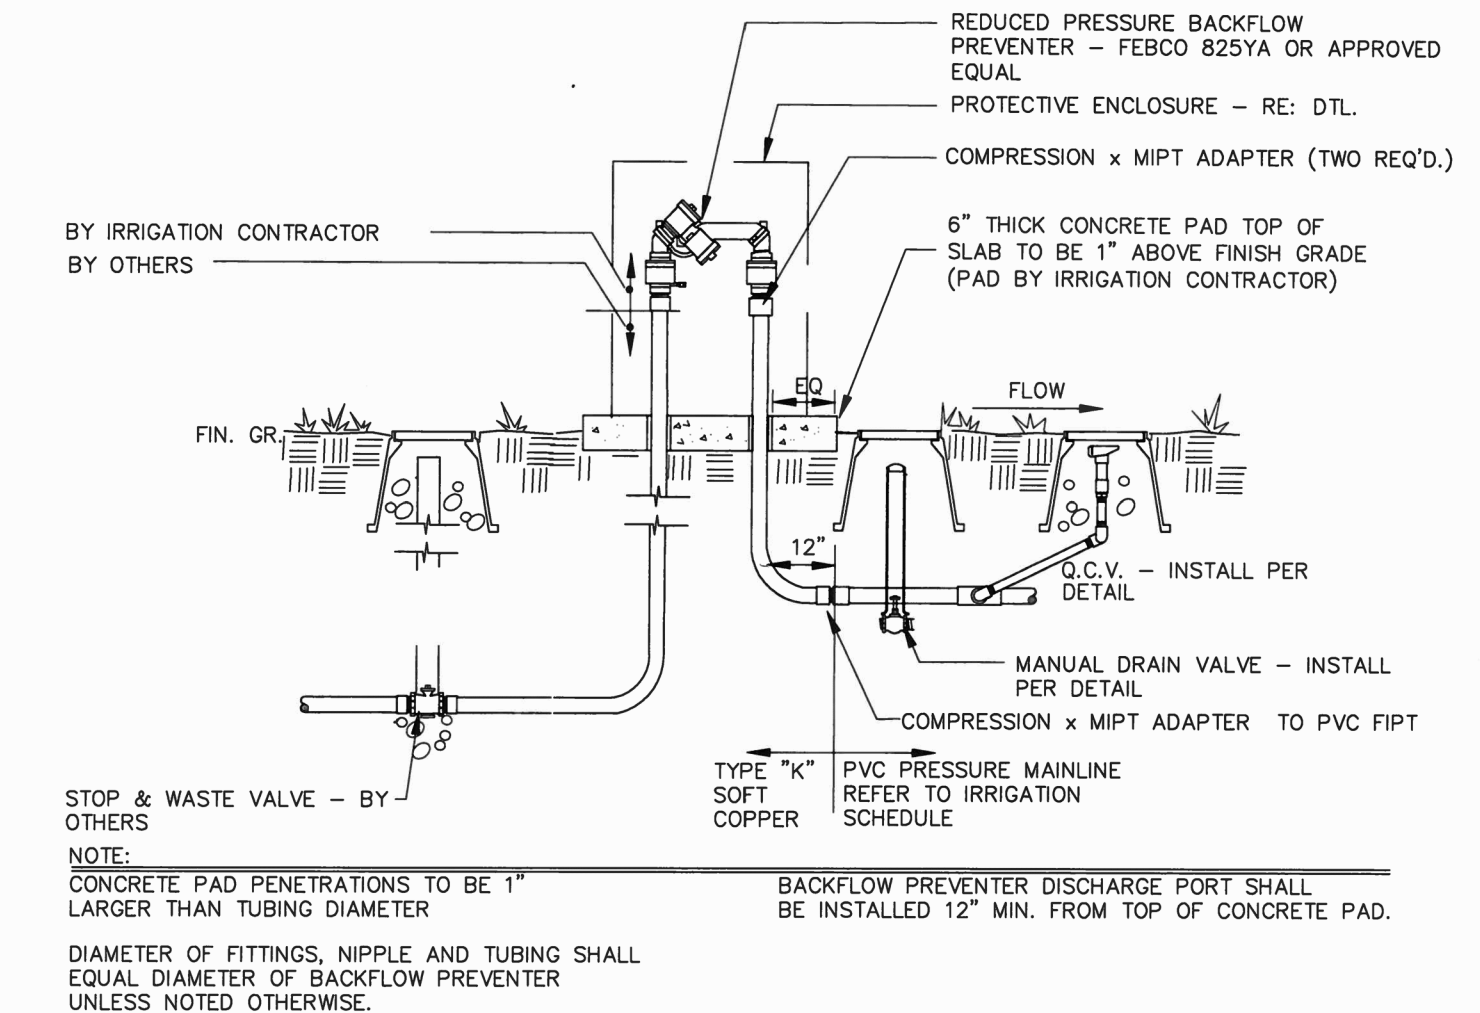 REDUCED PRESSURE BACKFLOW
PREVENTER – FEBCO 825YA OR APPROVED
EQUAL
PROTECTIVE ENCLOSURE – RE: DTL.
COMPRESSION x MIPT ADAPTER (TWO REQ'D.)
6" THICK CONCRETE PAD TOP OF
SLAB TO BE 1" ABOVE FINISH GRADE
(PAD BY IRRIGATION CONTRACTOR)
BY IRRIGATION CONTRACTOR
BY OTHERS
EQ
FLOW
FIN. GR.
12"
Q.C.V. – INSTALL PER
DETAIL
MANUAL DRAIN VALVE – INSTALL
PER DETAIL
COMPRESSION x MIPT ADAPTER TO PVC FIPT
TYPE "K"
SOFT
COPPER
PVC PRESSURE MAINLINE
REFER TO IRRIGATION
SCHEDULE
STOP & WASTE VALVE – BY
OTHERS
NOTE:
CONCRETE PAD PENETRATIONS TO BE 1"
LARGER THAN TUBING DIAMETER
DIAMETER OF FITTINGS, NIPPLE AND TUBING SHALL
EQUAL DIAMETER OF BACKFLOW PREVENTER
UNLESS NOTED OTHERWISE.
BACKFLOW PREVENTER DISCHARGE PORT SHALL
BE INSTALLED 12" MIN. FROM TOP OF CONCRETE PAD.